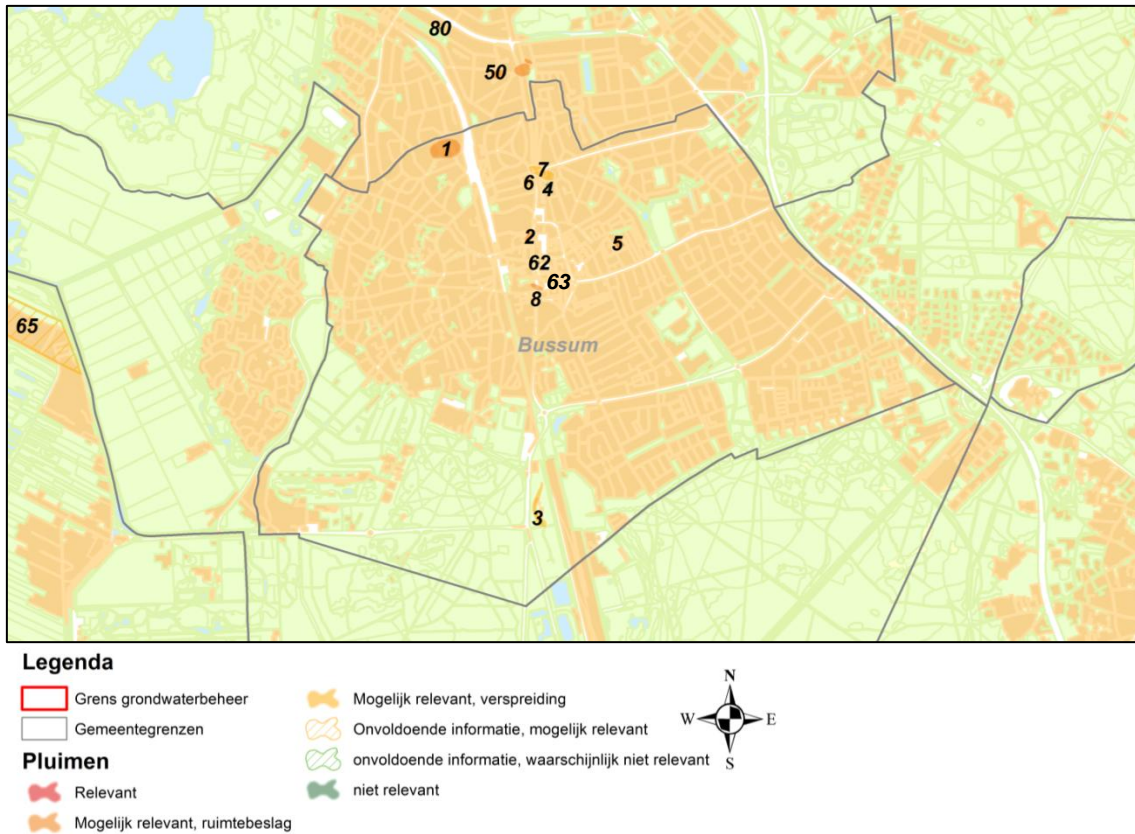 80
50
1
7
6
4
2
5
62
63
8
65
Bussum
3
Legenda
Grens grondwaterbeheer
Gemeentegrenzen
Pluimen
Relevant
Mogelijk relevant, ruimtebeslag
Mogelijk relevant, verspreiding
Onvoldoende informatie, mogelijk relevant
onvoldoende informatie, waarschijnlijk niet relevant
niet relevant
N
W E
S